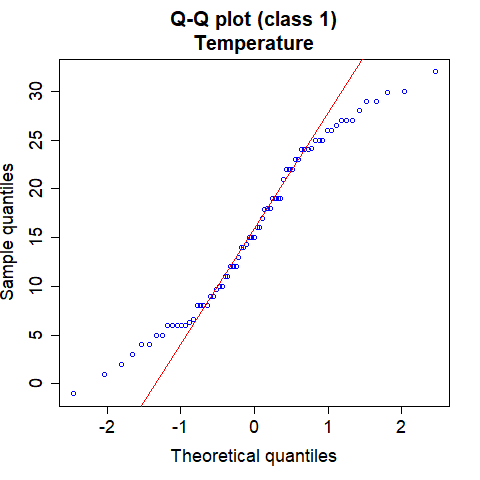 Q-Q plot (class 1)
Temperature
Sample quantiles
30
25
20
15
10
5
0
-2 -1 0 1 2
Theoretical quantiles